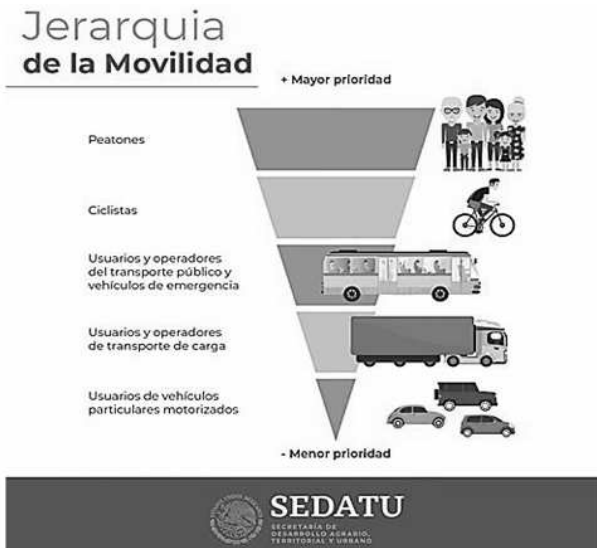 Jerarquia
de la Movilidad
+ Mayor prioridad
Peatones
Ciclistas
Usuarios y operadores
del transporte público y
vehículos de emergencia
Usuarios y operadores
de transporte de carga
Usuarios de vehículos
particulares motorizados
- Menor prioridad
SEDATU
SECRETARÍA DE
DESARROLLO AGRARIO,
TERRITORIAL Y URBANO